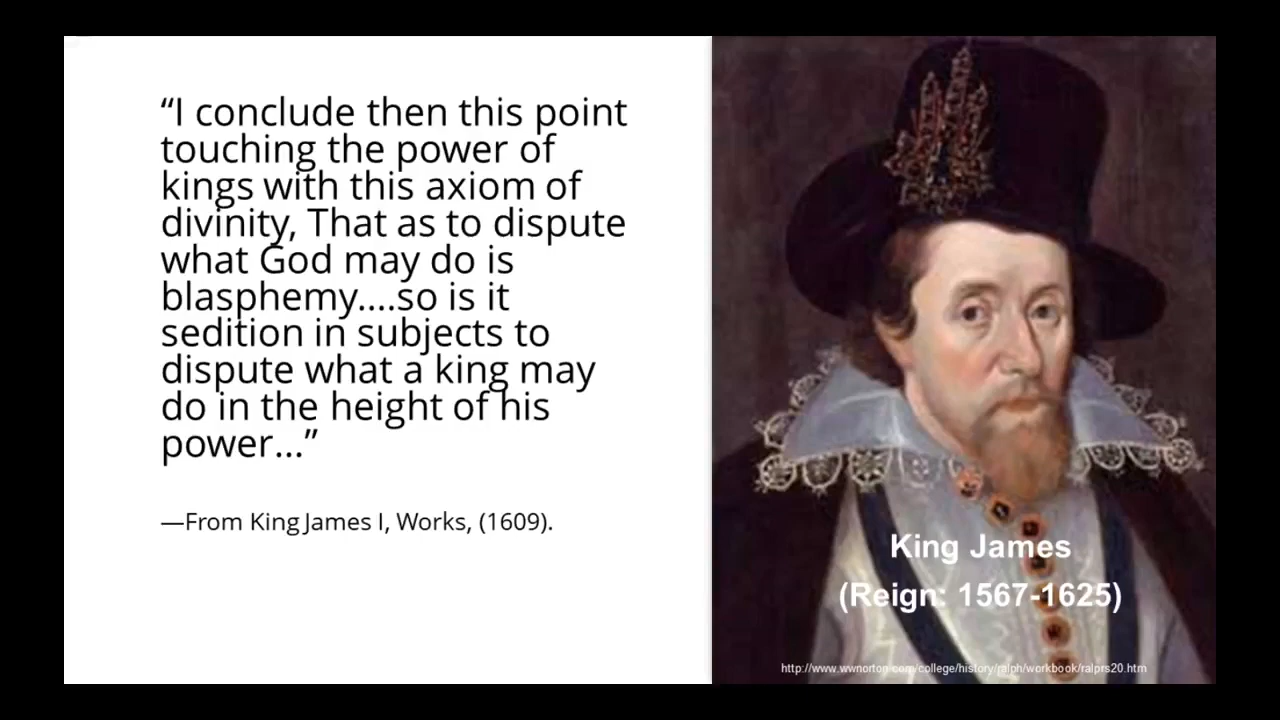 “I conclude then this point
touching the power of
kings with this axiom of
divinity, That as to dispute
what God may do is
blasphemy....so is it
sedition in subjects to
dispute what a king may
do in the height of his
power...”
—From King James I, Works, (1609).
King James
(Reign: 1567-1625)
http://www.wwnorton.com/college/history/ralph/workbook/ralprs20.htm